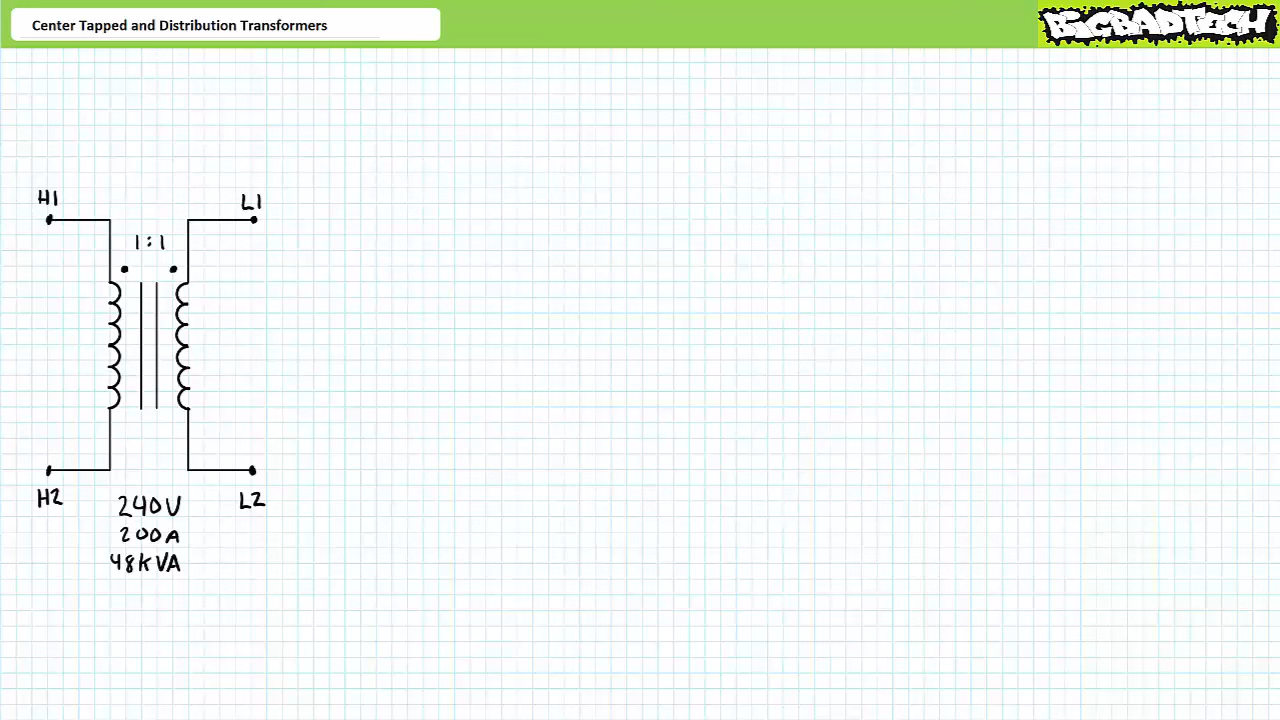 Center Tapped and Distribution Transformers
BIGBADTECH
H1
L1
1:1
H2
L2
240V
200A
48kVA